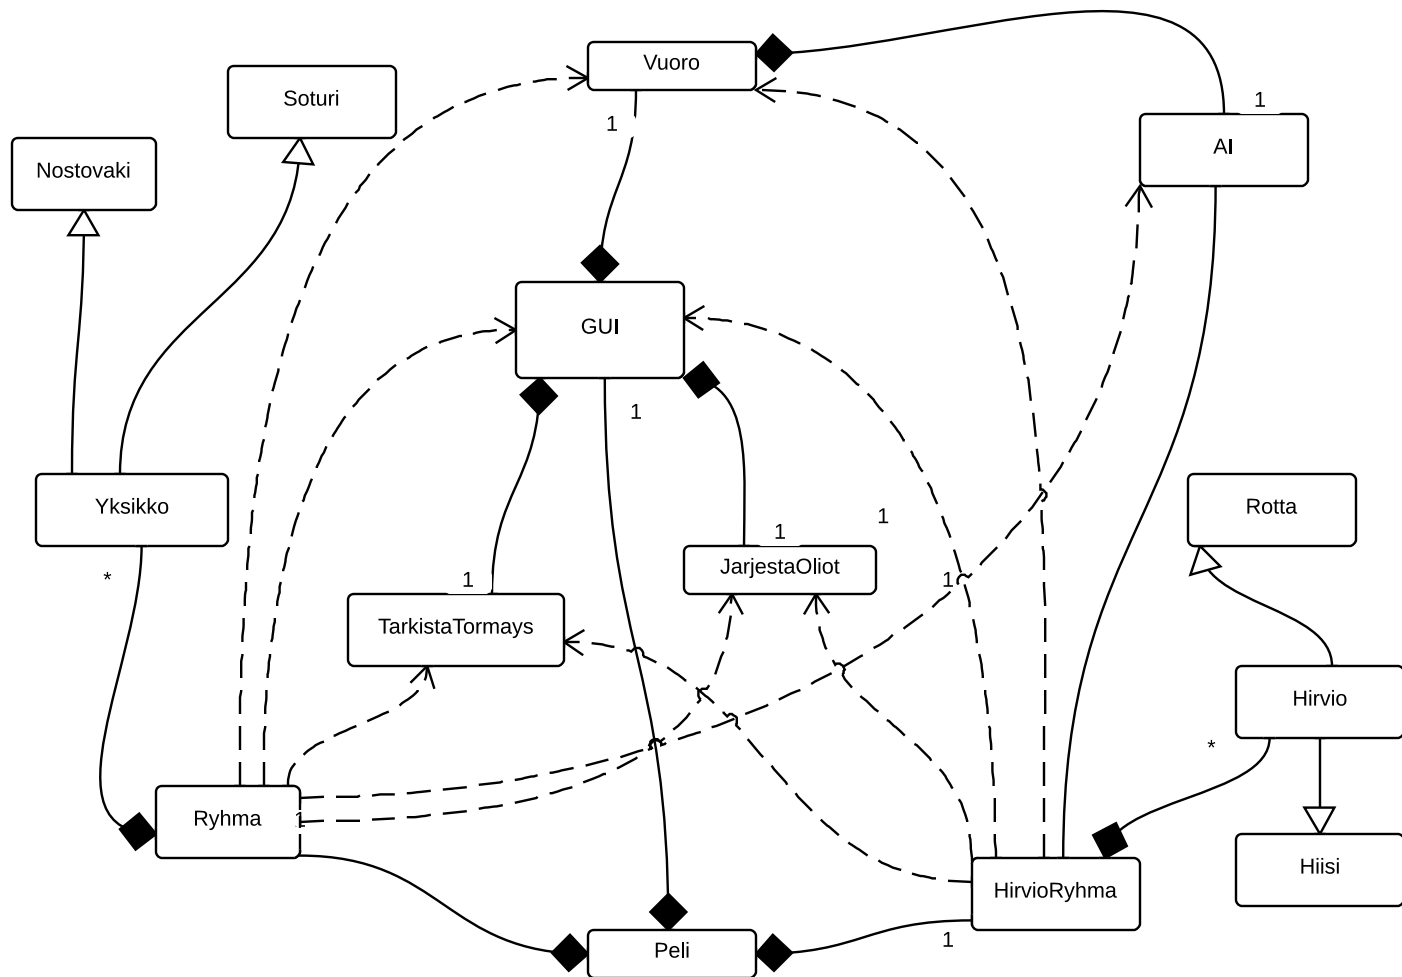 Vuoro
Soturi
1
1
AI
Nostovaki
GUI
1
Yksikko
Rotta
1
1
JarjestaOliot
*
1
1
TarkistaTormays
Hirvio
*
Ryhma
1
Hiisi
HirvioRyhma
1
Peli